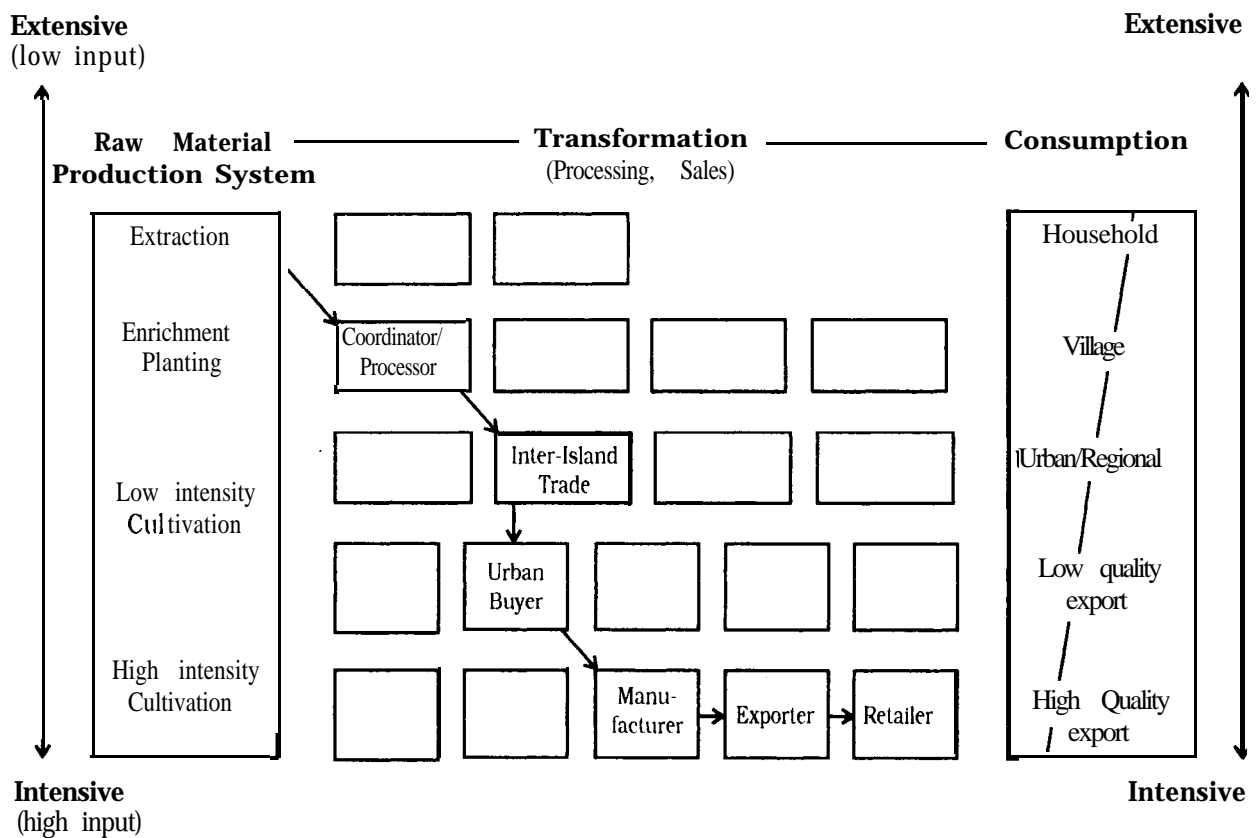 Extensive
(low input)
Extensive
Raw Material
Production System
Transformation
(Processing, Sales)
Consumption
Extraction
Household
Enrichment
Planting
Coordinator/
Processor
Village
Inter-Island
Trade
Urban/Regional
Low intensity
Cultivation
Urban
Buyer
Low quality
export
High intensity
Cultivation
Manu-
facturer
Exporter
Retailer
High Quality
export
Intensive
(high input)
Intensive